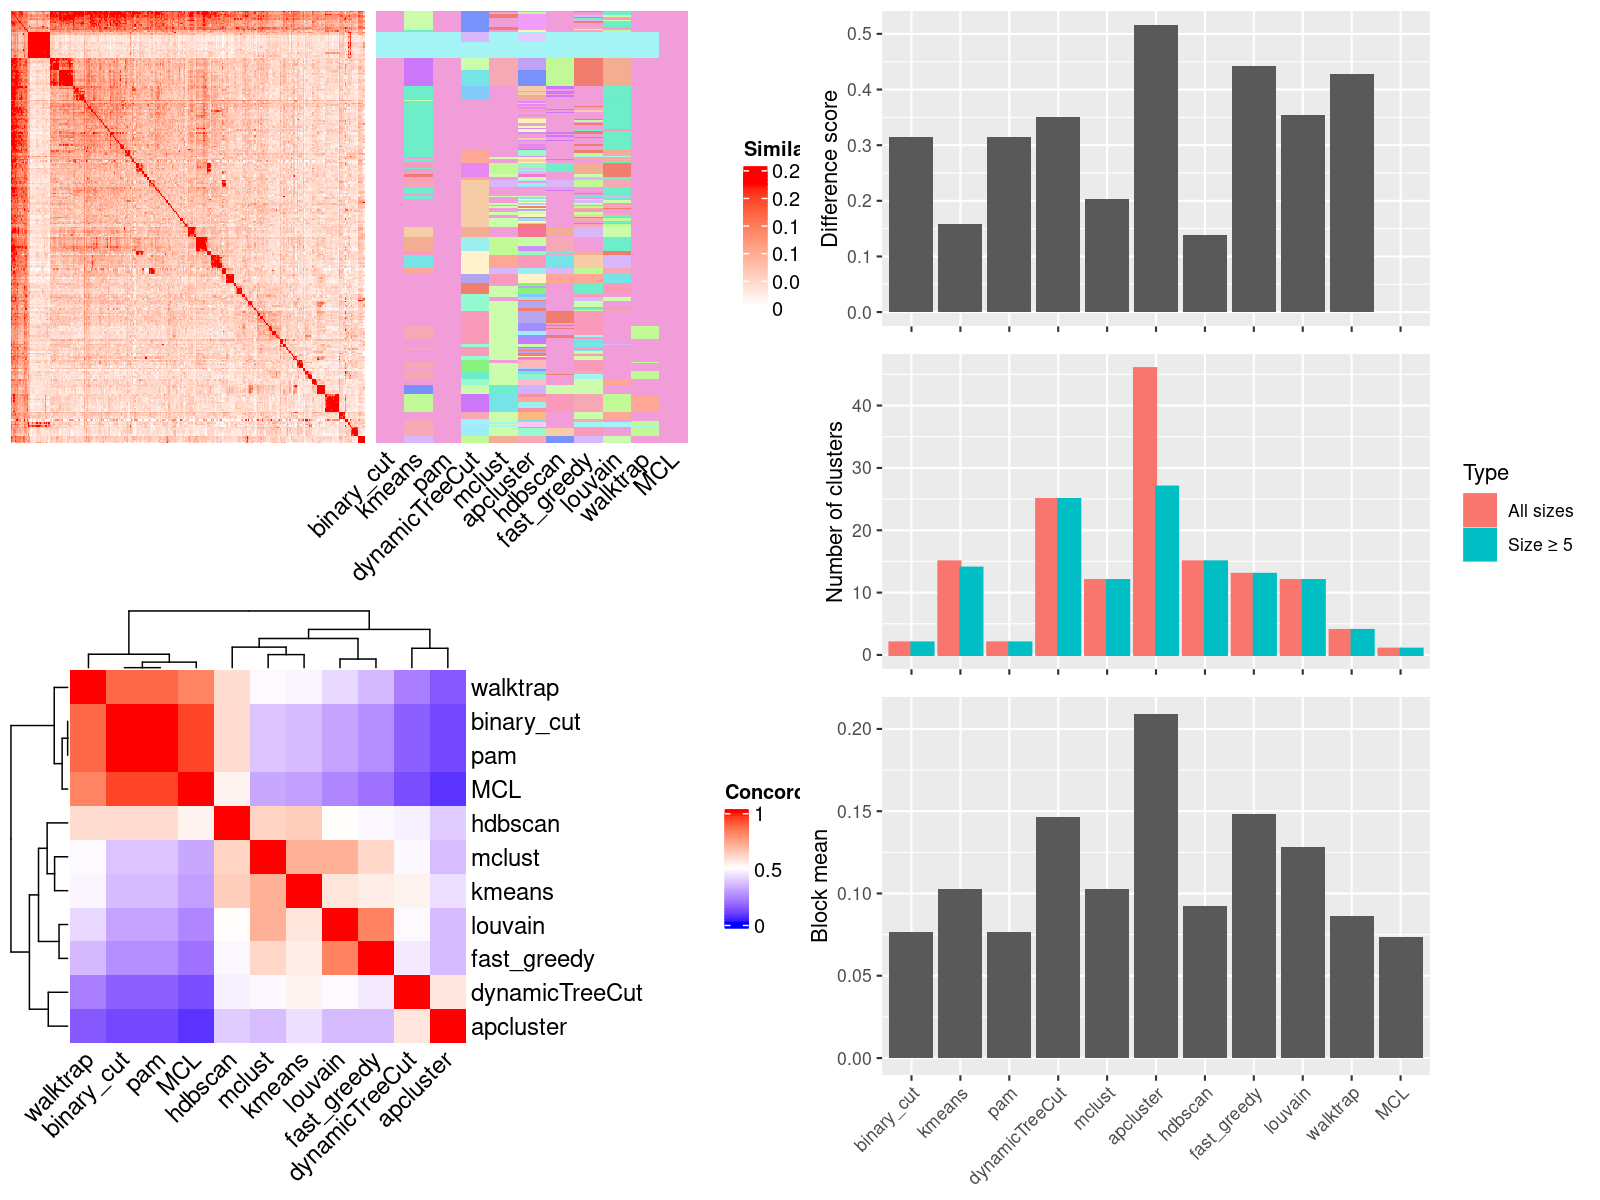 Simila
0.2
0.2
0.1
0.1
0.0
0
binary_cut
kmeans
pam
dynamicTreeCut
mclust
apcluster
hdbscan
fast_greedy
louvain
walktrap
MCL
walktrap
binary_cut
pam
MCL
hdbscan
mclust
kmeans
louvain
fast_greedy
dynamicTreeCut
apcluster
walktrap
binary_cut
pam
MCL
hdbscan
mclust
kmeans
louvain
fast_greedy
dynamicTreeCut
apcluster
Concord
1
0.5
0
Difference score
0.5
0.4
0.3
0.2
0.1
0.0
Number of clusters
40
30
20
10
0
Type
All sizes
Size ≥ 5
Block mean
0.20
0.15
0.10
0.05
0.00
binary_cut
kmeans
pam
dynamicTreeCut
mclust
apcluster
hdbscan
fast_greedy
louvain
walktrap
MCL